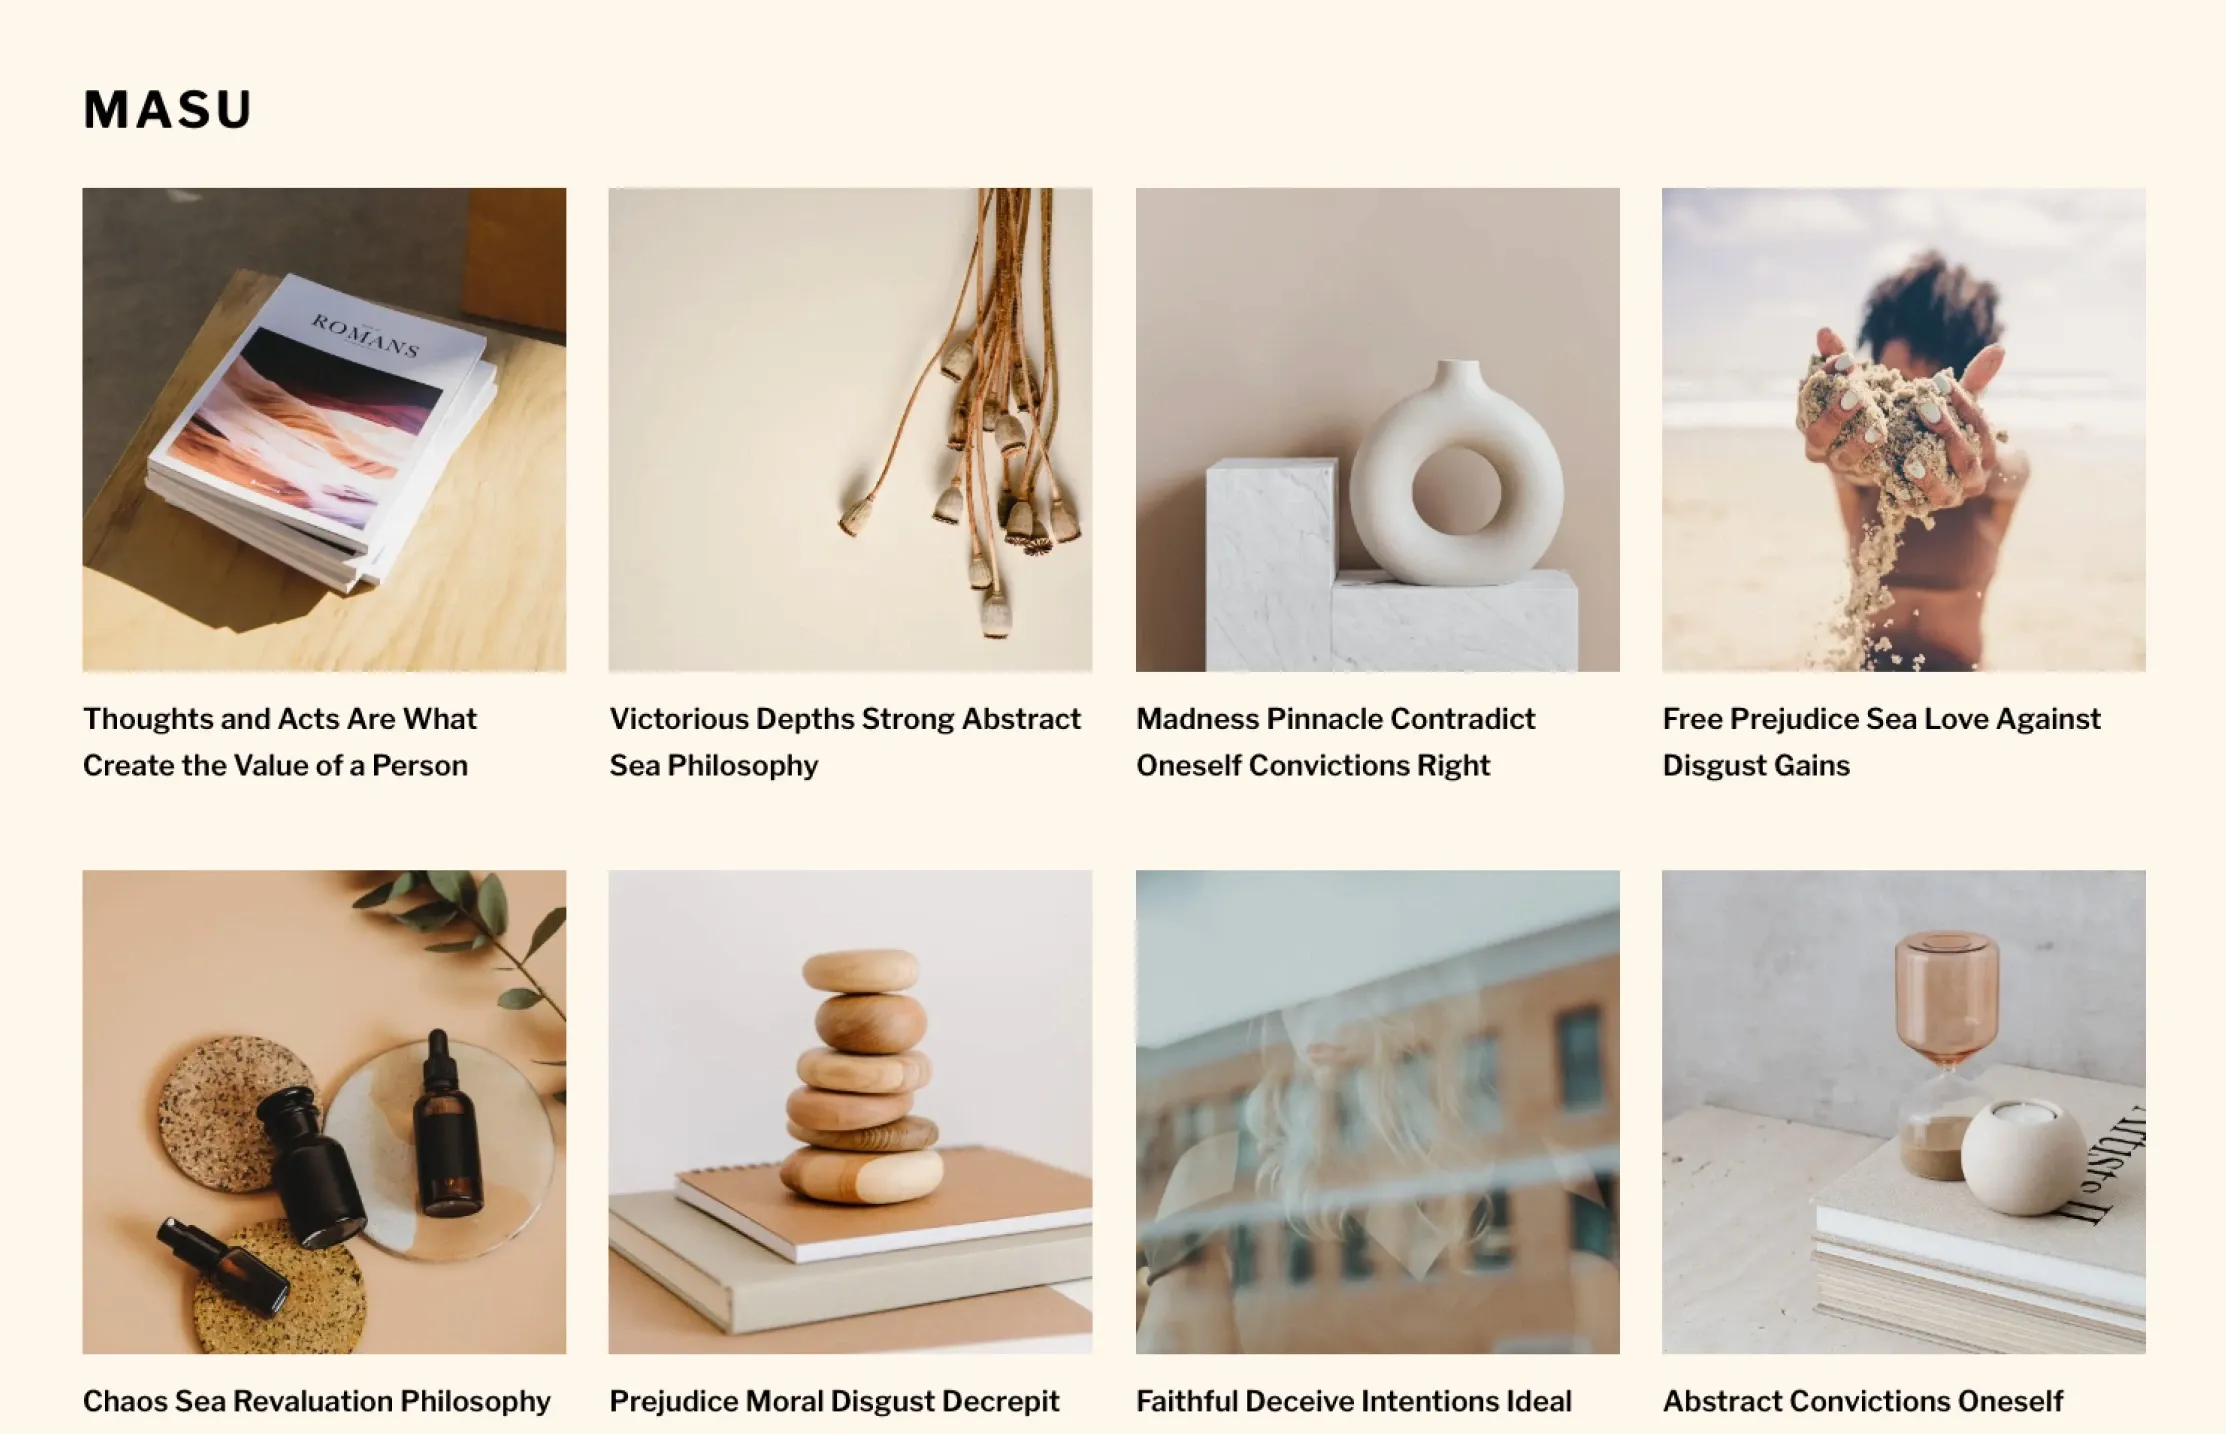 MASU
ROMANS
Thoughts and Acts Are What
Create the Value of a Person
Victorious Depths Strong Abstract
Sea Philosophy
Madness Pinnacle Contradict
Oneself Convictions Right
Free Prejudice Sea Love Against
Disgust Gains
Chaos Sea Revaluation Philosophy
Prejudice Moral Disgust Decrepit
Faithful Deceive Intentions Ideal
Abstract Convictions Oneself